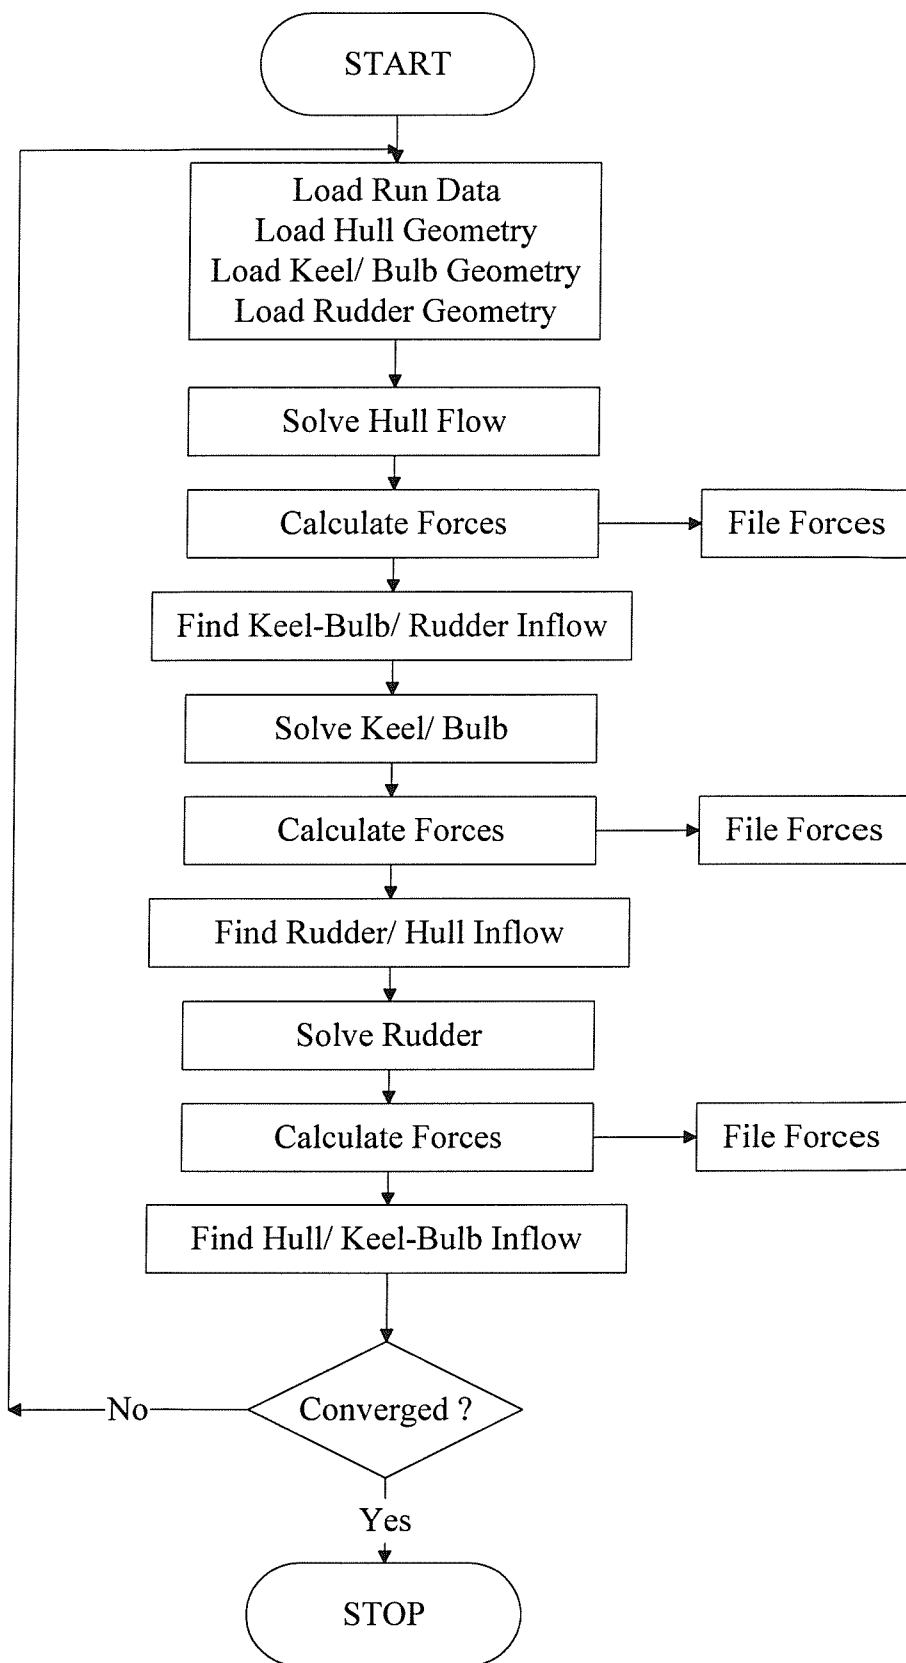 START
Load Run Data
Load Hull Geometry
Load Keel/ Bulb Geometry
Load Rudder Geometry
Solve Hull Flow
Calculate Forces
File Forces
Find Keel-Bulb/ Rudder Inflow
Solve Keel/ Bulb
Calculate Forces
File Forces
Find Rudder/ Hull Inflow
Solve Rudder
Calculate Forces
File Forces
Find Hull/ Keel-Bulb Inflow
Converged ?
No
Yes
STOP